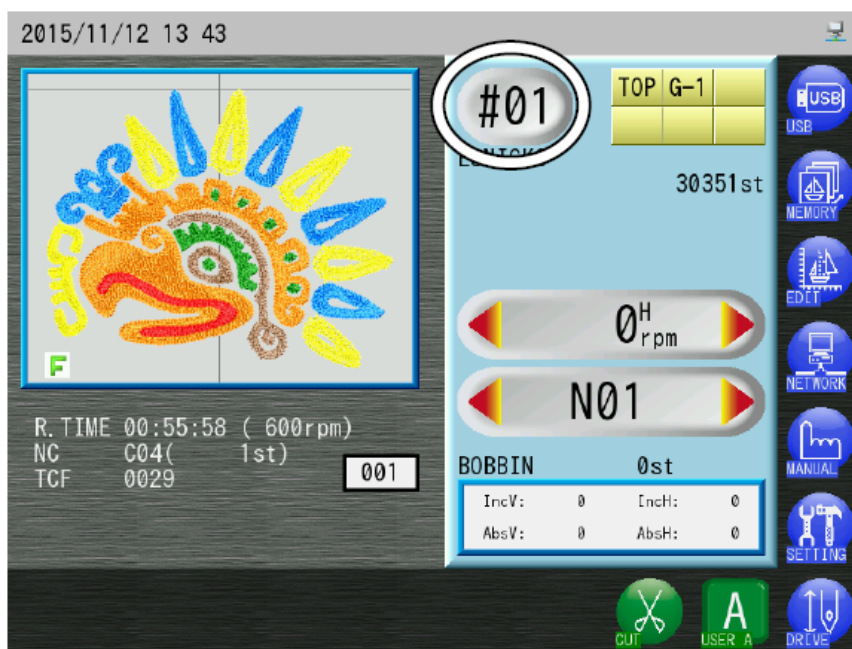 2015/11/12 13 43
#01
TOP G-1
30351st
0 H rpm
N01
R.TIME 00:55:58 ( 600rpm)
NC C04( 1st)
TCF 0029
001
BOBBIN 0st
IncV: 0 IncH: 0
AbsV: 0 AbsH: 0
F
USB
USB
MEMORY
EDIT
NETWORK
MANUAL
SETTING
CUT
A
USER A
DRIVE